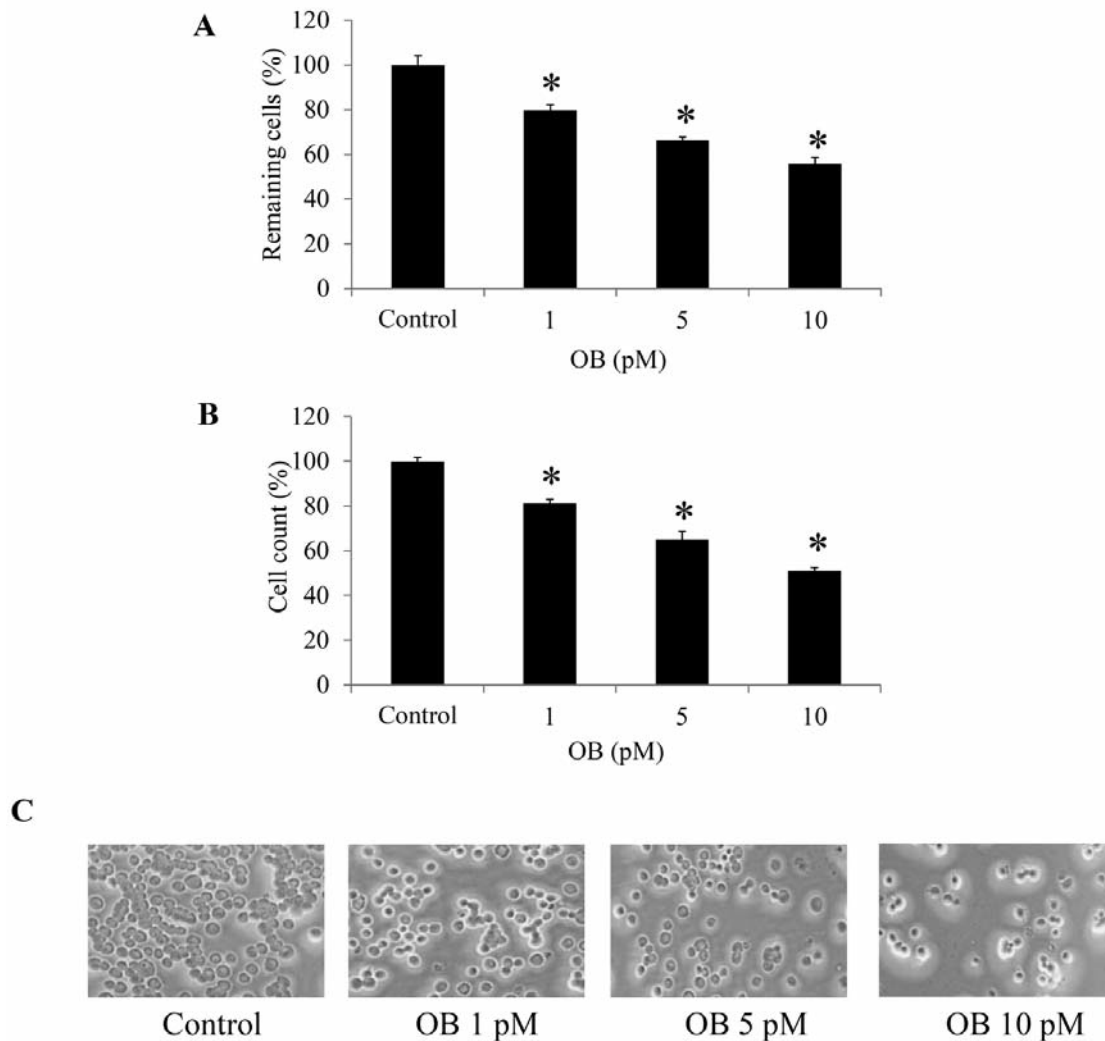 A
120
100
80
60
40
20
0
Remaining cells (%)
* * *
Control 1 5 10
OB (pM)
B
120
100
80
60
40
20
0
Cell count (%)
* * *
Control 1 5 10
OB (pM)
C
Control OB 1 pM OB 5 pM OB 10 pM